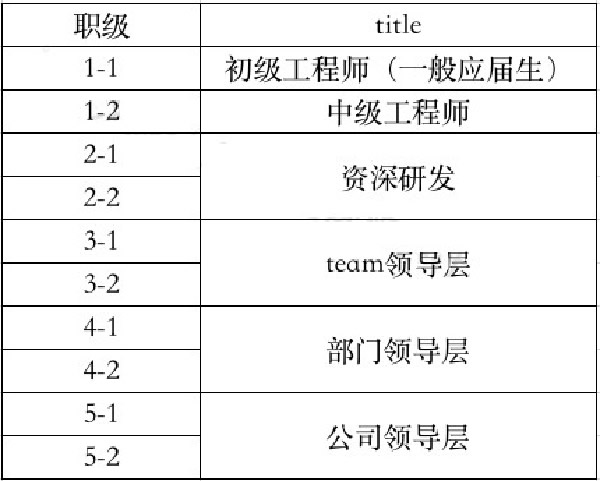 职级 title
1-1 初级工程师（一般应届生）
1-2 中级工程师
2-1
资深研发
2-2
3-1
team领导层
3-2
4-1
部门领导层
4-2
5-1
公司领导层
5-2